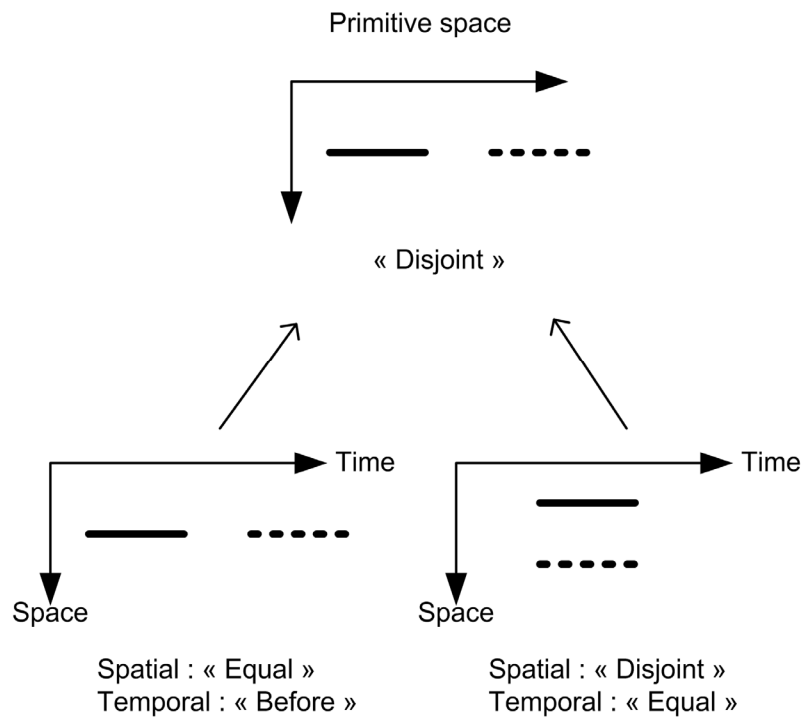 Primitive space
« Disjoint »
Time
Time
Space
Space
Spatial : « Equal »
Temporal : « Before »
Spatial : « Disjoint »
Temporal : « Equal »